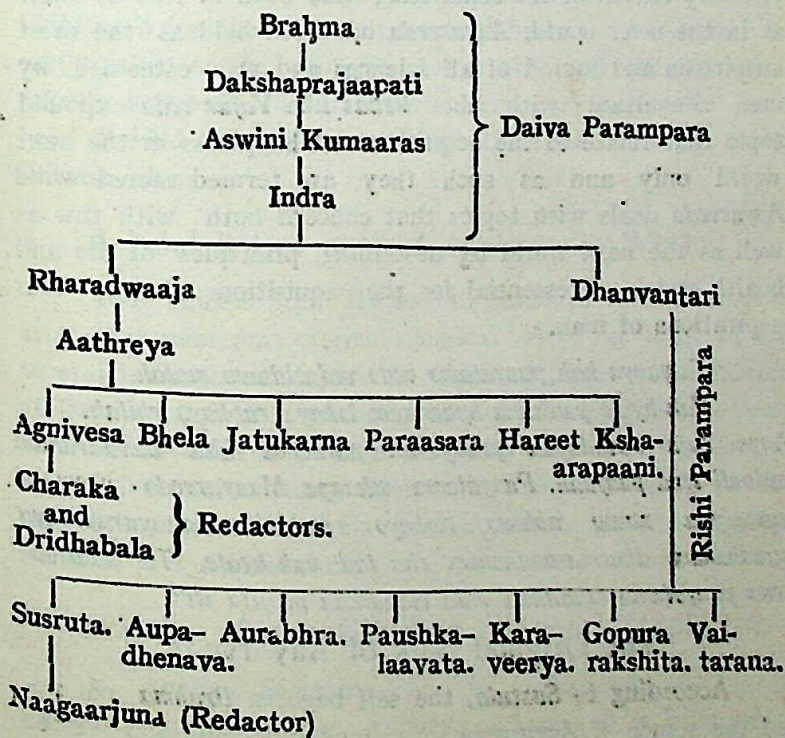 Brahma
Dakshaprajaapati
Aswini Kumaaras
Indra
Daiva Parampara
Rharadwaaja
Dhanvantari
Aathreya
Rishi Parampara
Agnivesa Bhela Jatukarna Paraasara Hareet Ksha-
arapaani.
Charaka
and
Dridhabala
Redactors.
Susruta. Aupa- Aurabhra. Paushka- Kara- Gopura Vai-
dhenava. laavata. veerya. rakshita. tarana.
Naagaarjuna (Redactor)